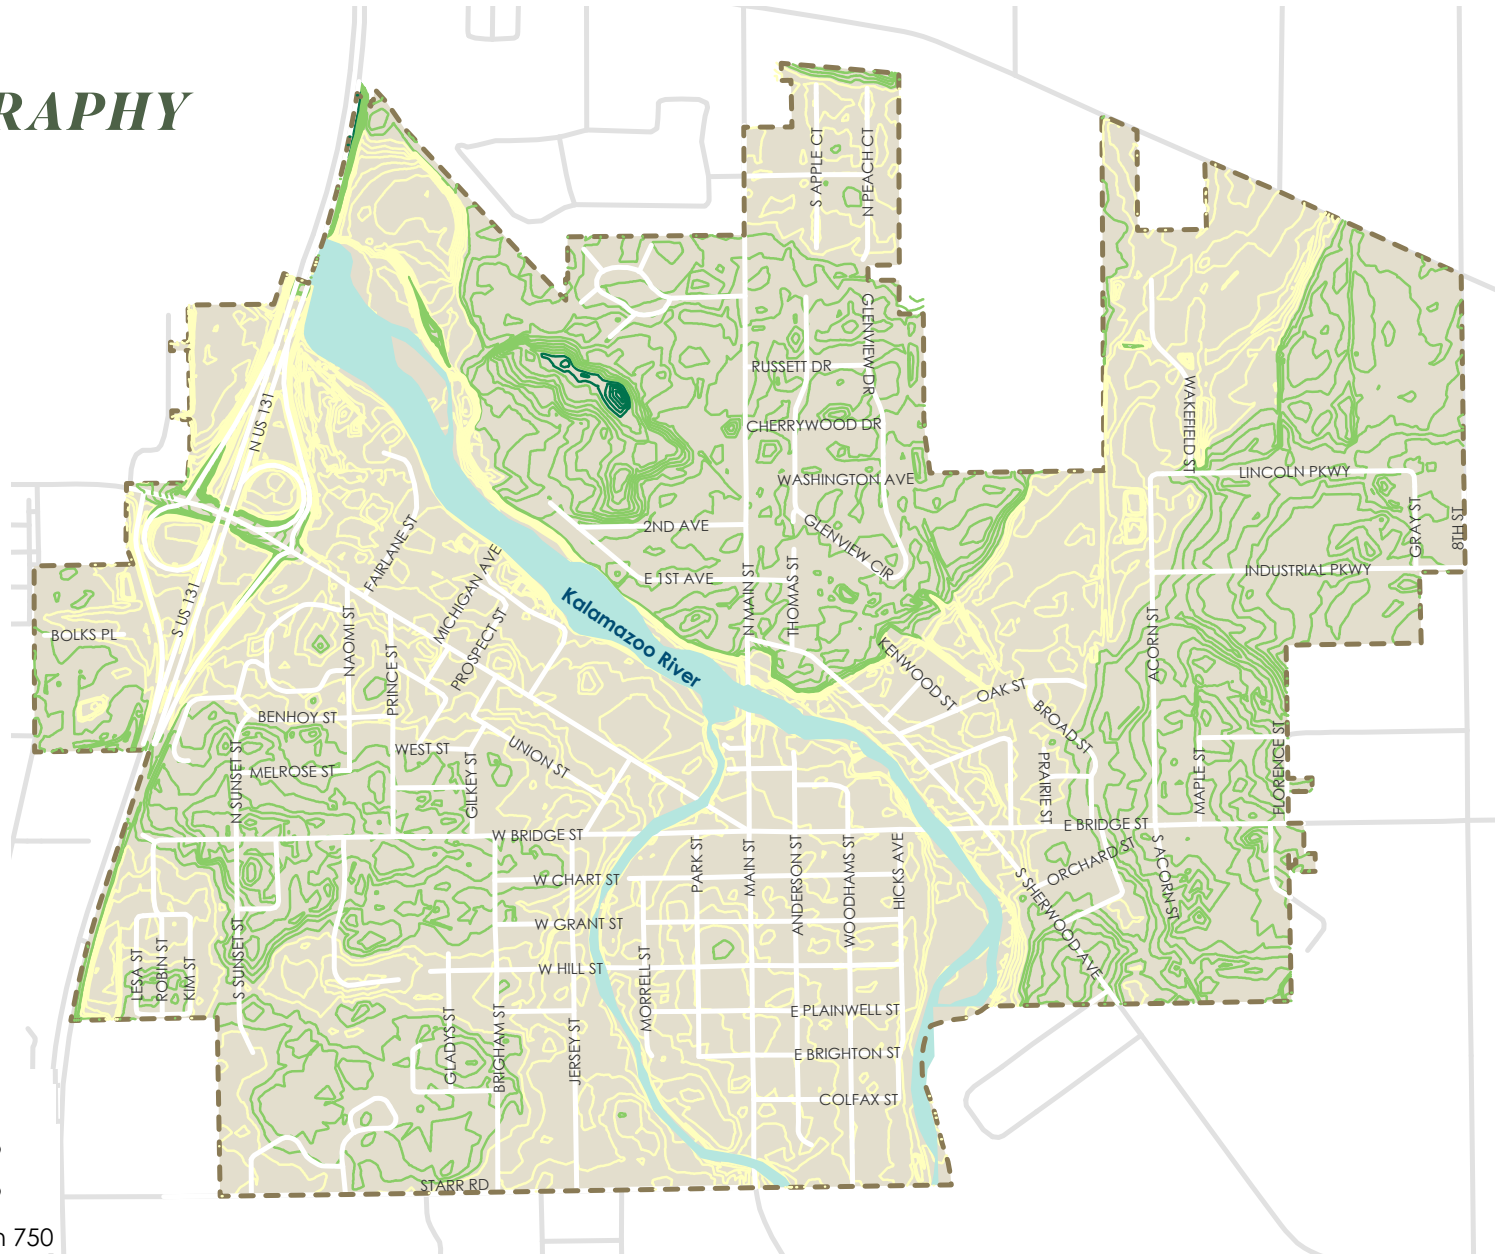 RAPHY
S APPLE CT
N PEACH CT
GLENVIEW DR
RUSSETT DR
CHERRYWOOD DR
WASHINGTON AVE
GLENVIEW CIR
N US 131
WAKEFIELD ST
LINCOLN PKWY
GRAY ST
8TH ST
INDUSTRIAL PKWY
2ND AVE
E 1ST AVE
N MAIN ST
THOMAS ST
FAIRLANE ST
MICHIGAN AVE
PROSPECT ST
Kalamazoo River
S US 131
BOLKS PL
NAOMI ST
PRINCE ST
KENWOOD ST
OAK ST
BROAD ST
ACORN ST
BENHOY ST
WEST ST
UNION ST
MELROSE ST
N SUNSET ST
GILKEY ST
PRAIRIE ST
MAPLE ST
FLORENCE ST
W BRIDGE ST
E BRIDGE ST
ORCHARD ST
S ACORN ST
S SHERWOOD AVE
W CHART ST
PARK ST
MAIN ST
ANDERSON ST
WOODHAMS ST
HICKS AVE
W GRANT ST
W HILL ST
MORRELL ST
LESA ST
ROBIN ST
KIM ST
S SUNSET ST
GLADYS ST
BRIGHAM ST
JERSEY ST
E PLAINWELL ST
E BRIGHTON ST
COLFAX ST
STARR RD
750